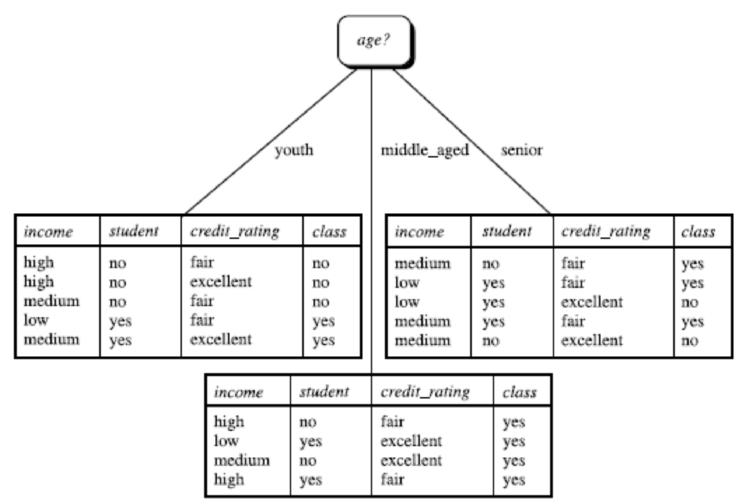 age?
youth
middle_aged
senior
income student credit_rating class
high no fair no
high no excellent no
medium no fair no
low yes fair yes
medium yes excellent yes
income student credit_rating class
medium no fair yes
low yes fair yes
low yes excellent no
medium yes fair yes
medium no excellent no
income student credit_rating class
high no fair yes
low yes excellent yes
medium no excellent yes
high yes fair yes